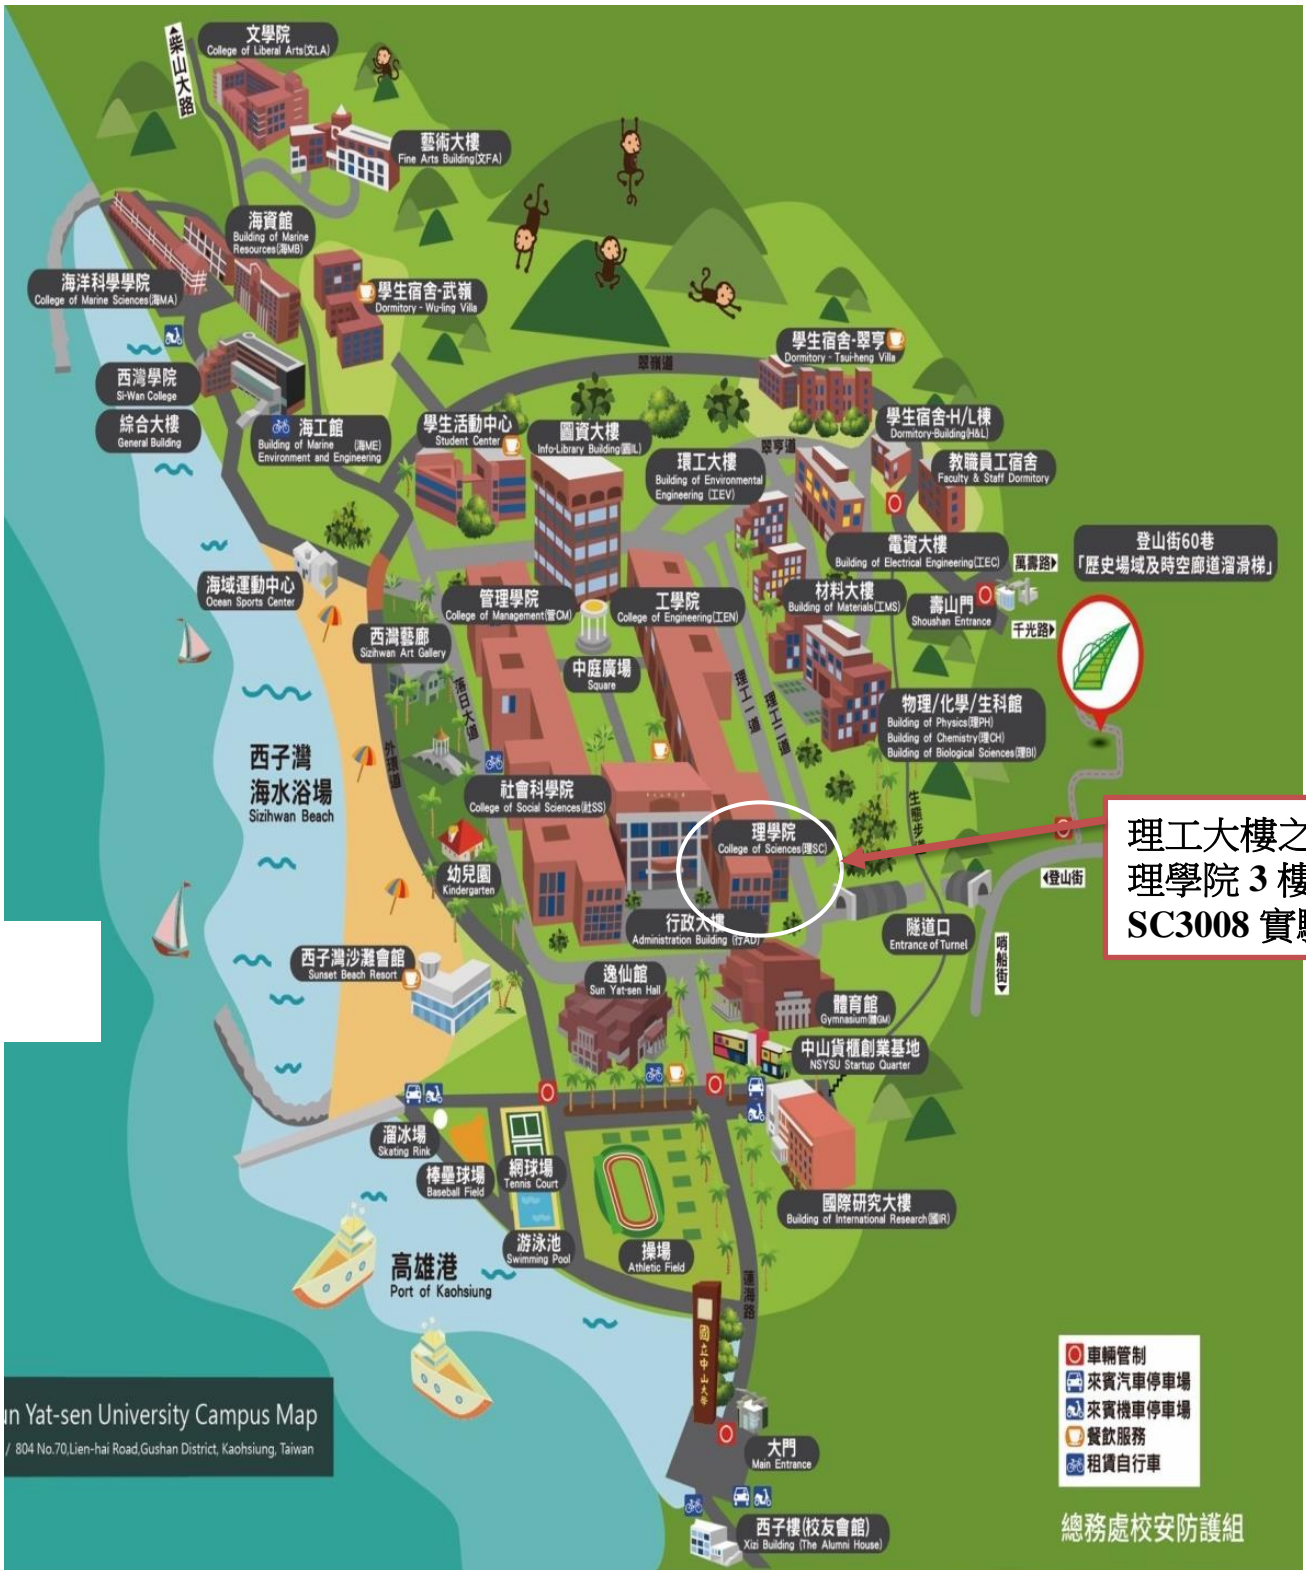 柴山大路
文學院
College of Liberal Arts(文LA)
藝術大樓
Fine Arts Building(文FA)
海資館
Building of Marine
Resources(海MB)
海洋科學學院
College of Marine Sciences(海MA)
學生宿舍-武嶺
Dormitory - Wu-ling Villa
學生宿舍-翠亨
Dormitory - Tsui-heng Villa
翠嶺道
西灣學院
Si-Wan College
綜合大樓
General Building
海工館
Building of Marine (海ME)
Environment and Engineering
學生活動中心
Student Center
圖資大樓
Info-Library Building(圖IL)
環工大樓
Building of Environmental
Engineering (工EV)
翠亨道
學生宿舍-H/L棟
Dormitory-Building(H&L)
教職員工宿舍
Faculty & Staff Dormitory
電資大樓
Building of Electrical Engineering(工EC)
萬壽路
登山街60巷
「歷史場域及時空廊道溜滑梯」
海域運動中心
Ocean Sports Center
管理學院
College of Management(管CM)
工學院
College of Engineering(工EN)
材料大樓
Building of Materials(工MS)
壽山門
Shoushan Entrance
千光路
西灣藝廊
Sizihwan Art Gallery
中庭廣場
Square
落日大道
理工一道
理工二道
物理/化學/生科館
Building of Physics(理PH)
Building of Chemistry(理CH)
Building of Biological Sciences(理BI)
外環道
西子灣
海水浴場
Sizihwan Beach
社會科學院
College of Social Sciences(社SS)
理學院
College of Sciences(理SC)
生態步
理工大樓之
理學院 3 樓
SC3008 實
幼兒園
Kindergarten
登山街
行政大樓
Administration Building (行AD)
隧道口
Entrance of Tunnel
哨船街
西子灣沙灘會館
Sunset Beach Resort
逸仙館
Sun Yat-sen Hall
體育館
Gymnasium(體GM)
中山貨櫃創業基地
NSYSU Startup Quarter
溜冰場
Skating Rink
棒壘球場
Baseball Field
網球場
Tennis Court
游泳池
Swimming Pool
操場
Athletic Field
國際研究大樓
Building of International Research(國IR)
高雄港
Port of Kaohsiung
蓮海路
國立中山大學
車輛管制
來賓汽車停車場
來賓機車停車場
餐飲服務
租賃自行車
un Yat-sen University Campus Map
/ 804 No.70,Lien-hai Road,Gushan District, Kaohsiung, Taiwan
大門
Main Entrance
西子樓(校友會館)
Xizi Building (The Alumni House)
總務處校安防護組